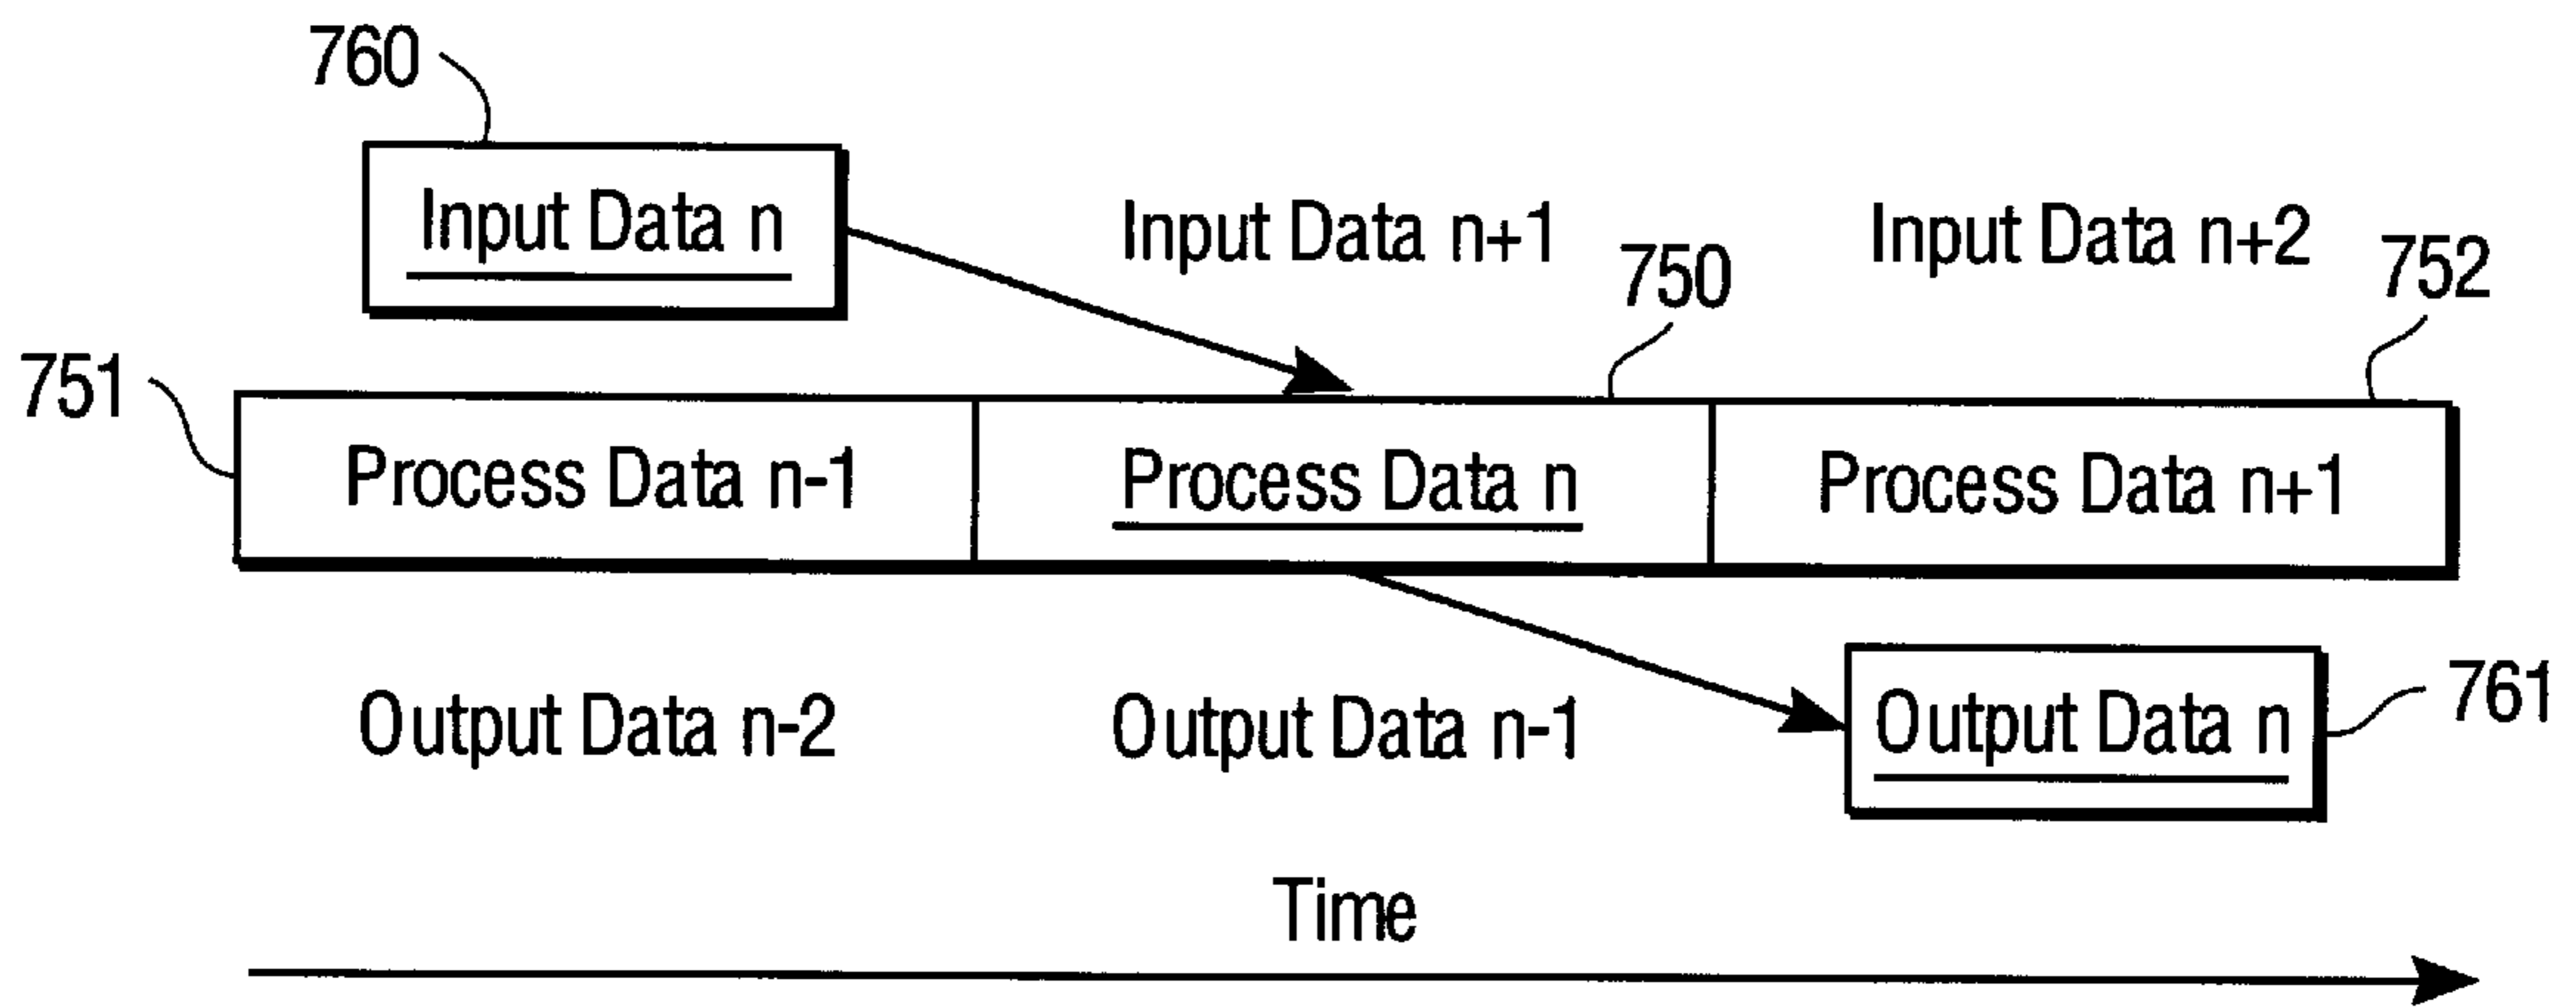 760
Input Data n
Input Data n+1
Input Data n+2
750
752
751
Process Data n-1
Process Data n
Process Data n+1
Output Data n-2
Output Data n-1
Output Data n
761
Time